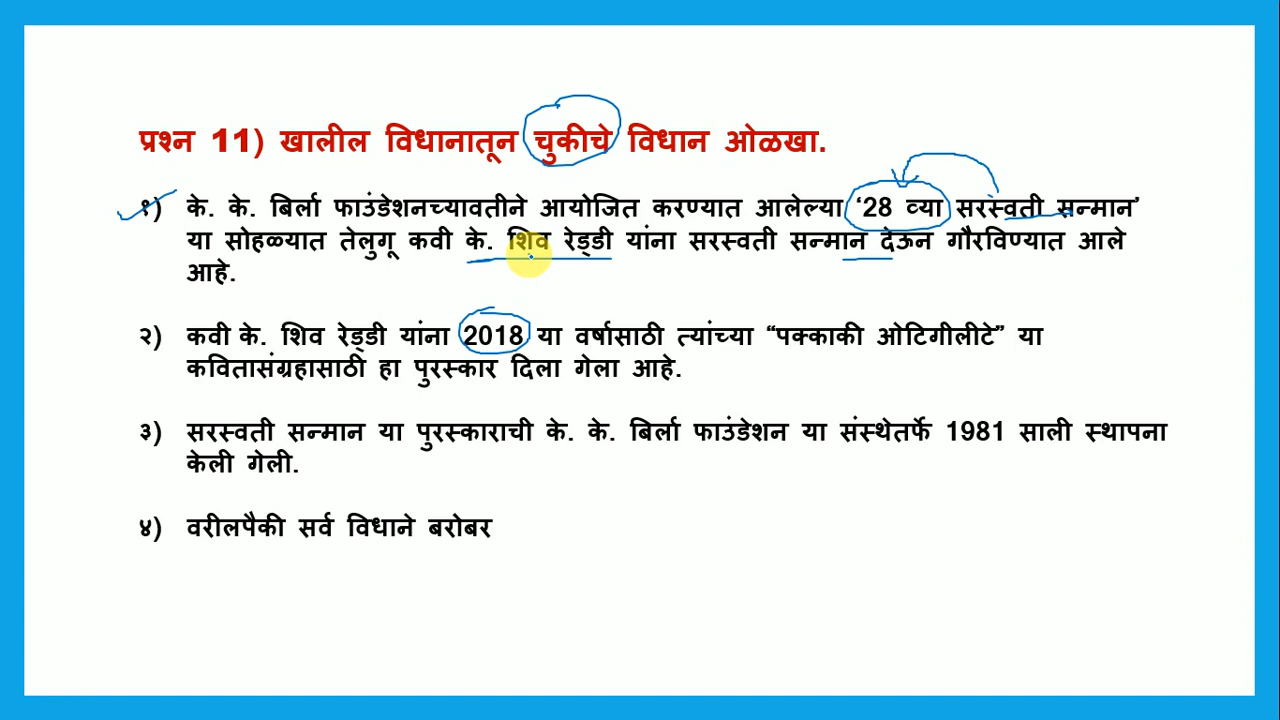 प्रश्न 11) खालील विधानातून चुकीचे विधान ओळखा.
१) के. के. बिर्ला फाउंडेशनच्यावतीने आयोजित करण्यात आलेल्या ‘28 व्या सरस्वती सन्मान’
या सोहळ्यात तेलुगू कवी के. शिव रेड्डी यांना सरस्वती सन्मान देऊन गौरविण्यात आले
आहे.
२) कवी के. शिव रेड्डी यांना 2018 या वर्षासाठी त्यांच्या “पक्काकी ओटिगीलीटे” या
कवितासंग्रहासाठी हा पुरस्कार दिला गेला आहे.
३) सरस्वती सन्मान या पुरस्काराची के. के. बिर्ला फाउंडेशन या संस्थेतर्फे 1981 साली स्थापना
केली गेली.
४) वरीलपैकी सर्व विधाने बरोबर